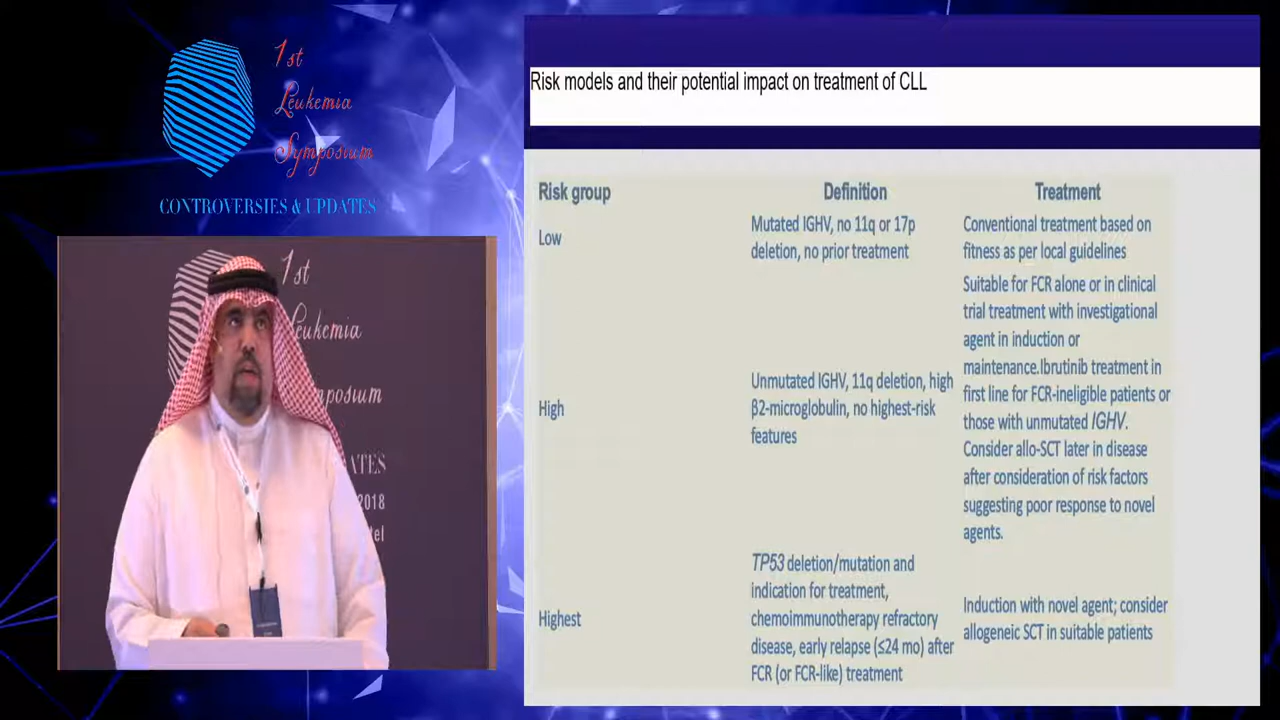 1st
Leukemia
Symposium
CONTROVERSIES & UPDATES
1st
Leukemia
mposium
ATES
2018
tel
Risk models and their potential impact on treatment of CLL
Risk group
Definition
Treatment
Low
Mutated IGHV, no 11q or 17p
deletion, no prior treatment
Conventional treatment based on
fitness as per local guidelines
High
Unmutated IGHV, 11q deletion, high
β2-microglobulin, no highest-risk
features
Suitable for FCR alone or in clinical
trial treatment with investigational
agent in induction or
maintenance.Ibrutinib treatment in
first line for FCR-ineligible patients or
those with unmutated IGHV.
Consider allo-SCT later in disease
after consideration of risk factors
suggesting poor response to novel
agents.
Highest
TP53 deletion/mutation and
indication for treatment,
chemoimmunotherapy refractory
disease, early relapse (≤24 mo) after
FCR (or FCR-like) treatment
Induction with novel agent; consider
allogeneic SCT in suitable patients